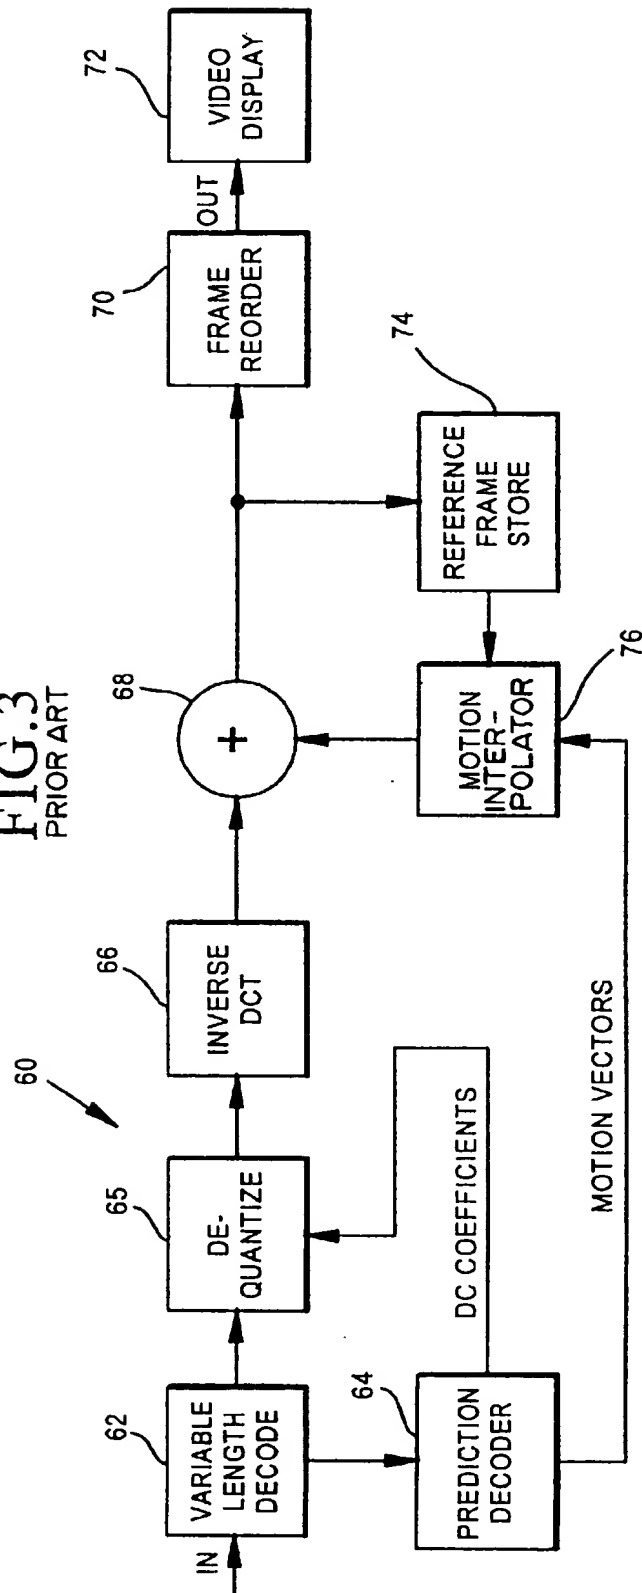 FIG.3
PRIOR ART
60
IN
62
VARIABLE
LENGTH
DECODE
65
DE-
QUANTIZE
66
INVERSE
DCT
68
+
70
FRAME
REORDER
OUT
72
VIDEO
DISPLAY
64
PREDICTION
DECODER
DC COEFFICIENTS
MOTION VECTORS
MOTION
INTER-
POLATOR
76
REFERENCE
FRAME
STORE
74